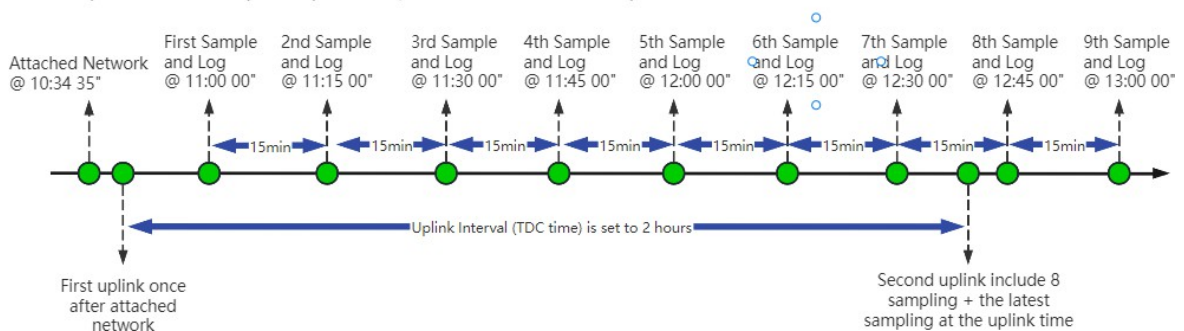 Attached Network
@ 10:34 35"
First Sample
and Log
@ 11:00 00"
2nd Sample
and Log
@ 11:15 00"
3rd Sample
and Log
@ 11:30 00"
4th Sample
and Log
@ 11:45 00"
5th Sample
and Log
@ 12:00 00"
6th Sample
and Log
@ 12:15 00"
7th Sample
and Log
@ 12:30 00"
8th Sample
and Log
@ 12:45 00"
9th Sample
and Log
@ 13:00 00"
15min
15min
15min
15min
15min
15min
15min
15min
Uplink Interval (TDC time) is set to 2 hours
First uplink once
after attached
network
Second uplink include 8
sampling + the latest
sampling at the uplink time